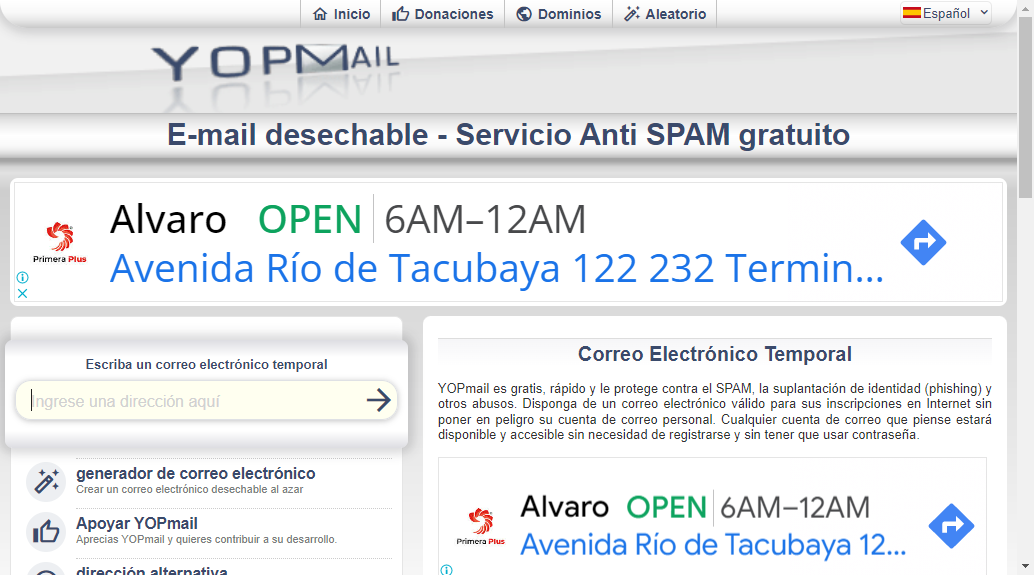 Inicio
Donaciones
Dominios
Aleatorio
Español
YOPMAIL
E-mail desechable - Servicio Anti SPAM gratuito
Alvaro OPEN 6AM–12AM
Primera Plus
Avenida Río de Tacubaya 122 232 Termin...
Escriba un correo electrónico temporal
Ingrese una dirección aquí
generador de correo electrónico
Crear un correo electrónico desechable al azar
Apoyar YOPmail
Aprecias YOPmail y quieres contribuir a su desarrollo.
dirección alternativa
Correo Electrónico Temporal
YOPmail es gratis, rápido y le protege contra el SPAM, la suplantación de identidad (phishing) y
otros abusos. Disponga de un correo electrónico válido para sus inscripciones en Internet sin
poner en peligro su cuenta de correo personal. Cualquier cuenta de correo que piense estará
disponible y accesible sin necesidad de registrarse y sin tener que usar contraseña.
Alvaro OPEN 6AM–12AM
Primera Plus
Avenida Río de Tacubaya 12...